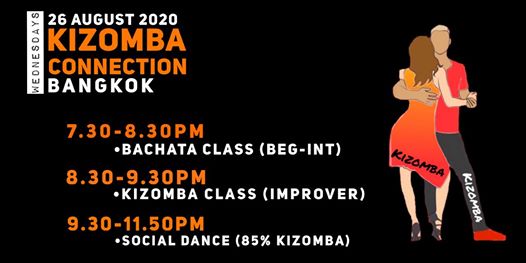 WEDNESDAYS
26 AUGUST 2020
KIZOMBA
CONNECTION
BANGKOK
7.30-8.30PM
•BACHATA CLASS (BEG-INT)
8.30-9.30PM
•KIZOMBA CLASS (IMPROVER)
9.30-11.50PM
•SOCIAL DANCE (85% KIZOMBA)
KIZOMBA
KIZOMBA